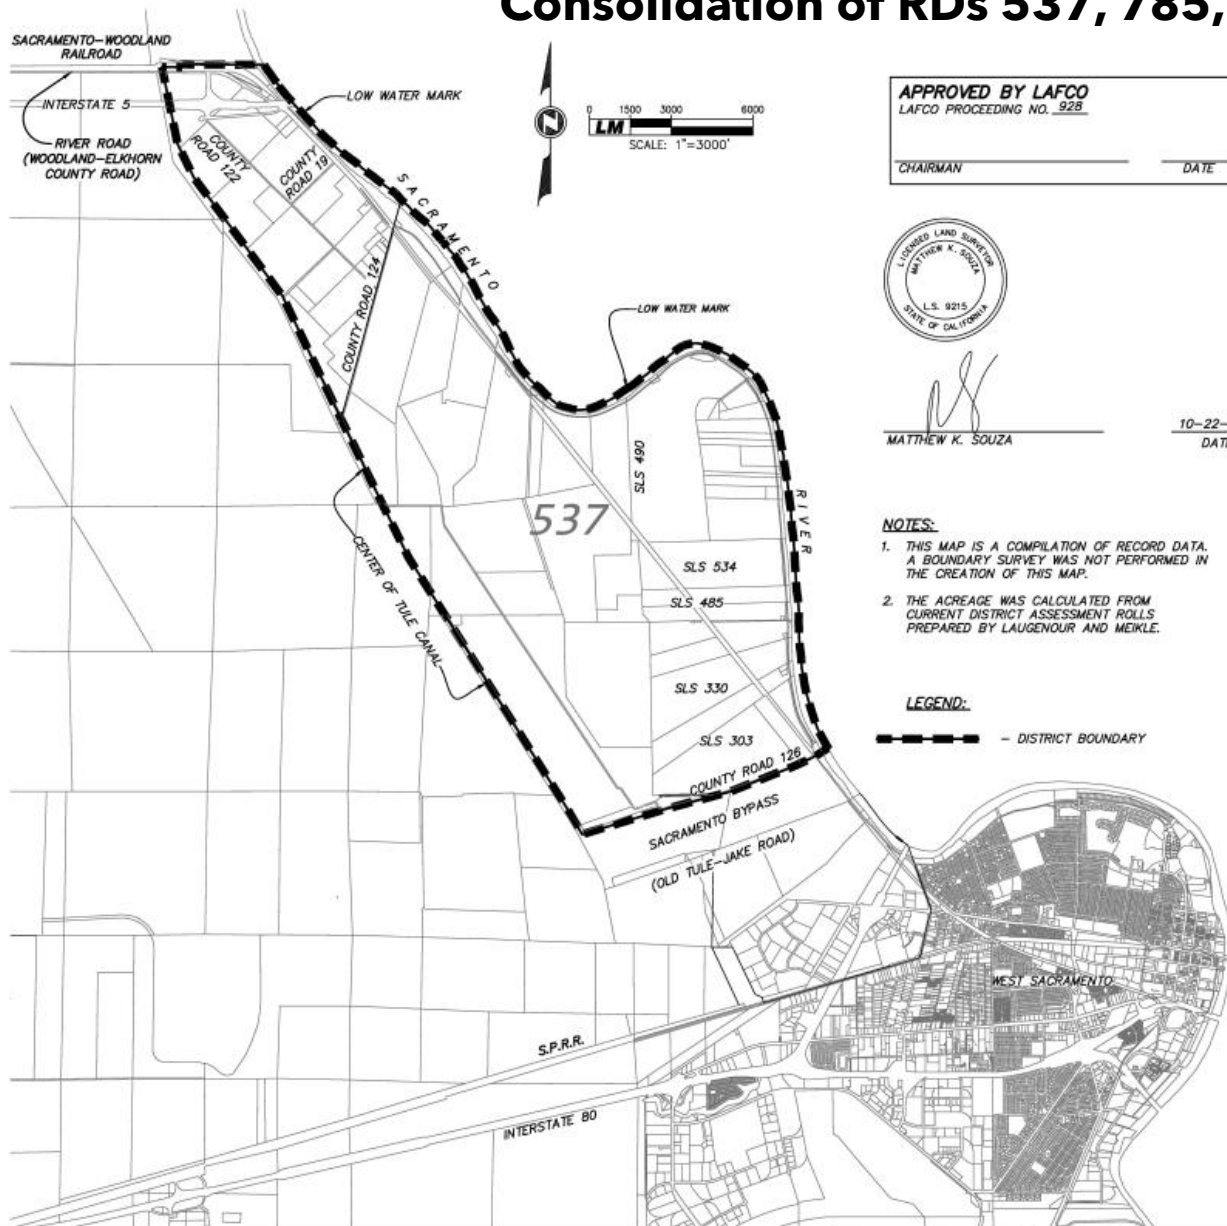 Consolidation of RDs 537, 785,
SACRAMENTO-WOODLAND
RAILROAD
INTERSTATE 5
RIVER ROAD
(WOODLAND-ELKHORN
COUNTY ROAD)
COUNTY
ROAD 122
COUNTY
ROAD 19
LOW WATER MARK
N
0 1500 3000 6000
LM
SCALE: 1"=3000'
APPROVED BY LAFCO
LAFCO PROCEEDING NO. 928
CHAIRMAN
DATE
SACRAMENTO
COUNTY ROAD 124
LICENSED LAND SURVEYOR
MATTHEW K. SOUZA
L.S. 9215
STATE OF CALIFORNIA
LOW WATER MARK
MATTHEW K. SOUZA
10-22-
DATE
SLS 490
537
RIVER
CENTER OF TULE CANAL
SLS 534
SLS 485
SLS 330
SLS 303
COUNTY ROAD 126
SACRAMENTO BYPASS
(OLD TULE-JAKE ROAD)
NOTES:
1. THIS MAP IS A COMPILATION OF RECORD DATA.
A BOUNDARY SURVEY WAS NOT PERFORMED IN
THE CREATION OF THIS MAP.
2. THE ACREAGE WAS CALCULATED FROM
CURRENT DISTRICT ASSESSMENT ROLLS
PREPARED BY LAUGENOUR AND MEIKLE.
LEGEND:
- DISTRICT BOUNDARY
WEST SACRAMENTO
S.P.R.R.
INTERSTATE 80